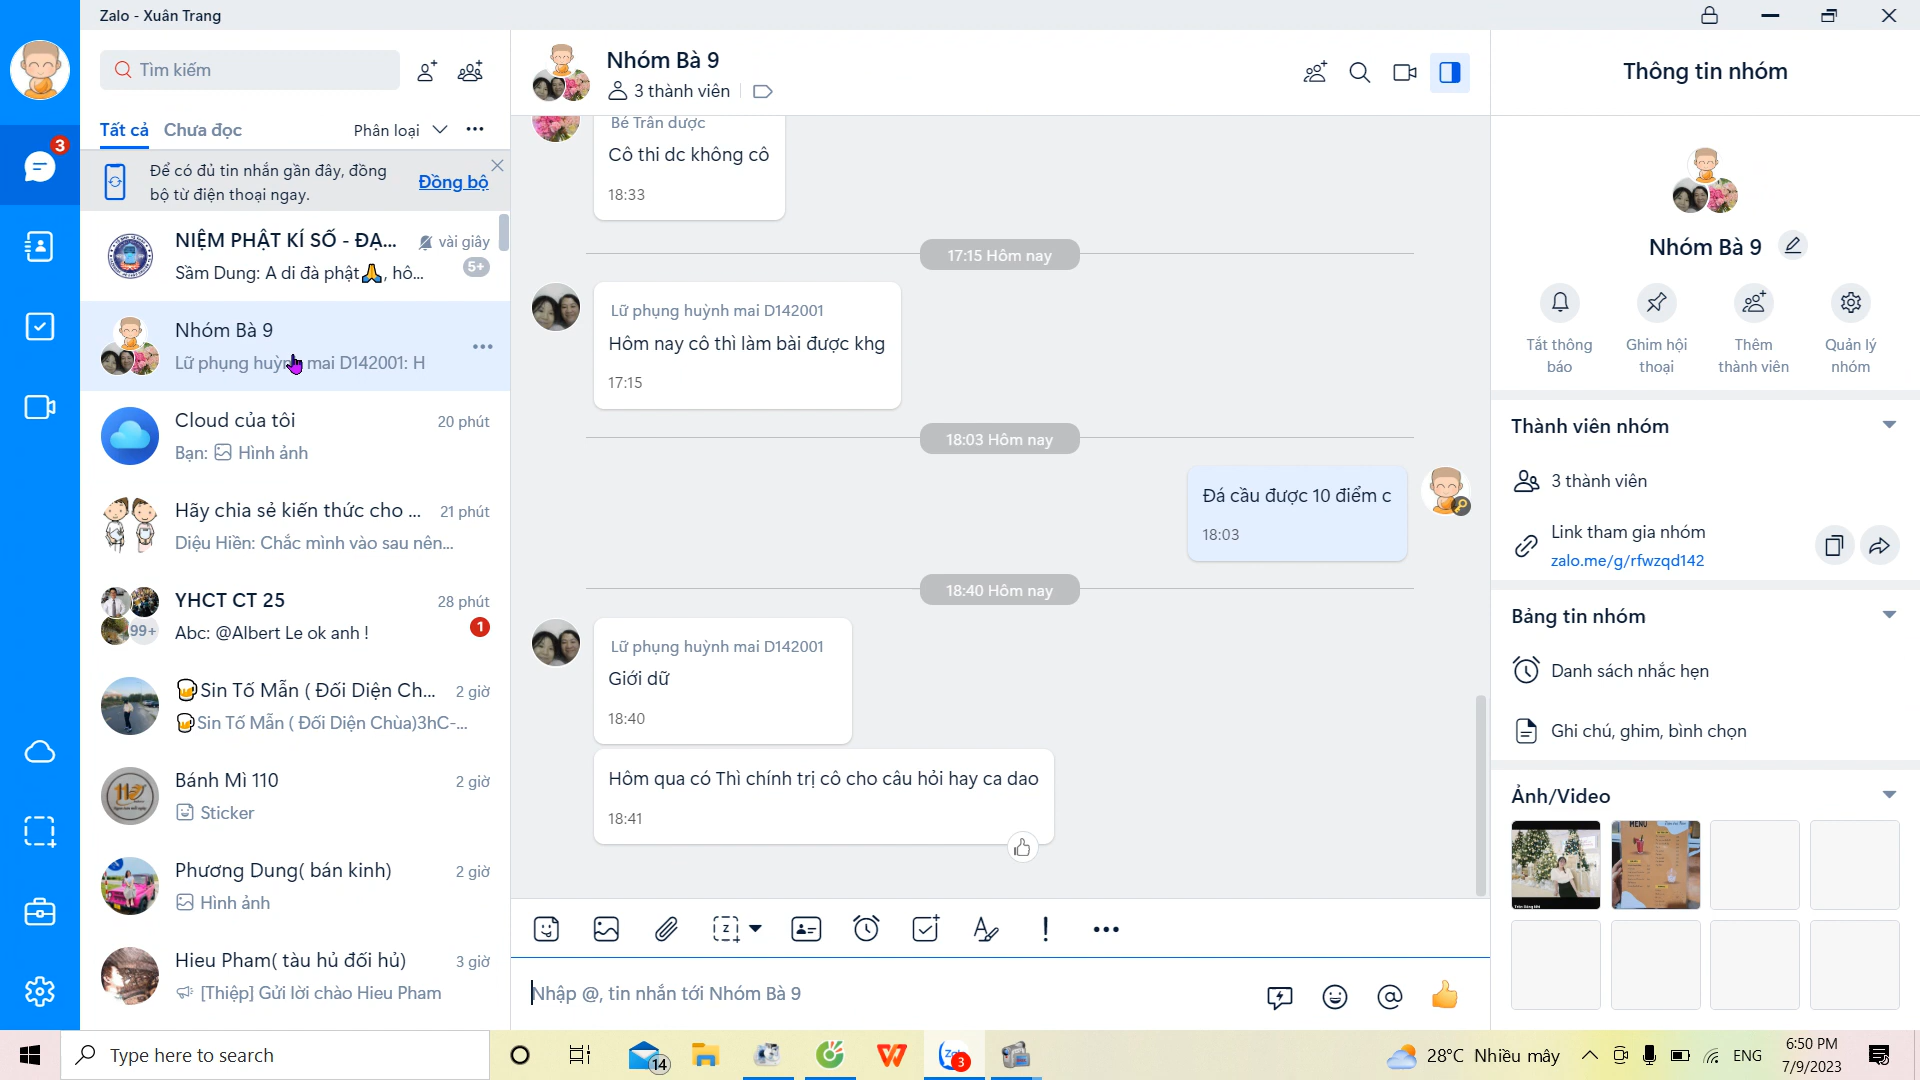 Zalo - Xuân Trang
Tìm kiếm
Tất cả
Chưa đọc
Phân loại
3
Để có đủ tin nhắn gần đây, đồng
bộ từ điện thoại ngay.
Đồng bộ
NIỆM PHẬT KÍ SỐ - ĐẠ...
vài giây
Sầm Dung: A di đà phật🙏, hô...
5+
Nhóm Bà 9
Lữ phụng huỳnh mai D142001: H
Cloud của tôi
20 phút
Bạn: Hình ảnh
Hãy chia sẻ kiến thức cho ...
21 phút
Diệu Hiền: Chắc mình vào sau nên...
YHCT CT 25
28 phút
99+
Abc: @Albert Le ok anh !
1
🍺Sin Tố Mẫn ( Đối Diện Ch...
2 giờ
🍺Sin Tố Mẫn ( Đối Diện Chùa)3hC-...
Bánh Mì 110
2 giờ
Sticker
Phương Dung( bán kinh)
2 giờ
Hình ảnh
Hieu Pham( tàu hủ đối hủ)
3 giờ
[Thiệp] Gửi lời chào Hieu Pham
Nhóm Bà 9
3 thành viên
Bé Trân dược
Cô thi dc không cô
18:33
17:15 Hôm nay
Lữ phụng huỳnh mai D142001
Hôm nay cô thì làm bài được khg
17:15
18:03 Hôm nay
Đá cầu được 10 điểm c
18:03
18:40 Hôm nay
Lữ phụng huỳnh mai D142001
Giới dữ
18:40
Hôm qua có Thì chính trị cô cho câu hỏi hay ca dao
18:41
Nhập @, tin nhắn tới Nhóm Bà 9
Thông tin nhóm
Nhóm Bà 9
Tắt thông
báo
Ghim hội
thoại
Thêm
thành viên
Quản lý
nhóm
Thành viên nhóm
3 thành viên
Link tham gia nhóm
zalo.me/g/rfwzqd142
Bảng tin nhóm
Danh sách nhắc hẹn
Ghi chú, ghim, bình chọn
Ảnh/Video
MENU
Type here to search
14
3
28°C Nhiều mây
ENG
6:50 PM
7/9/2023